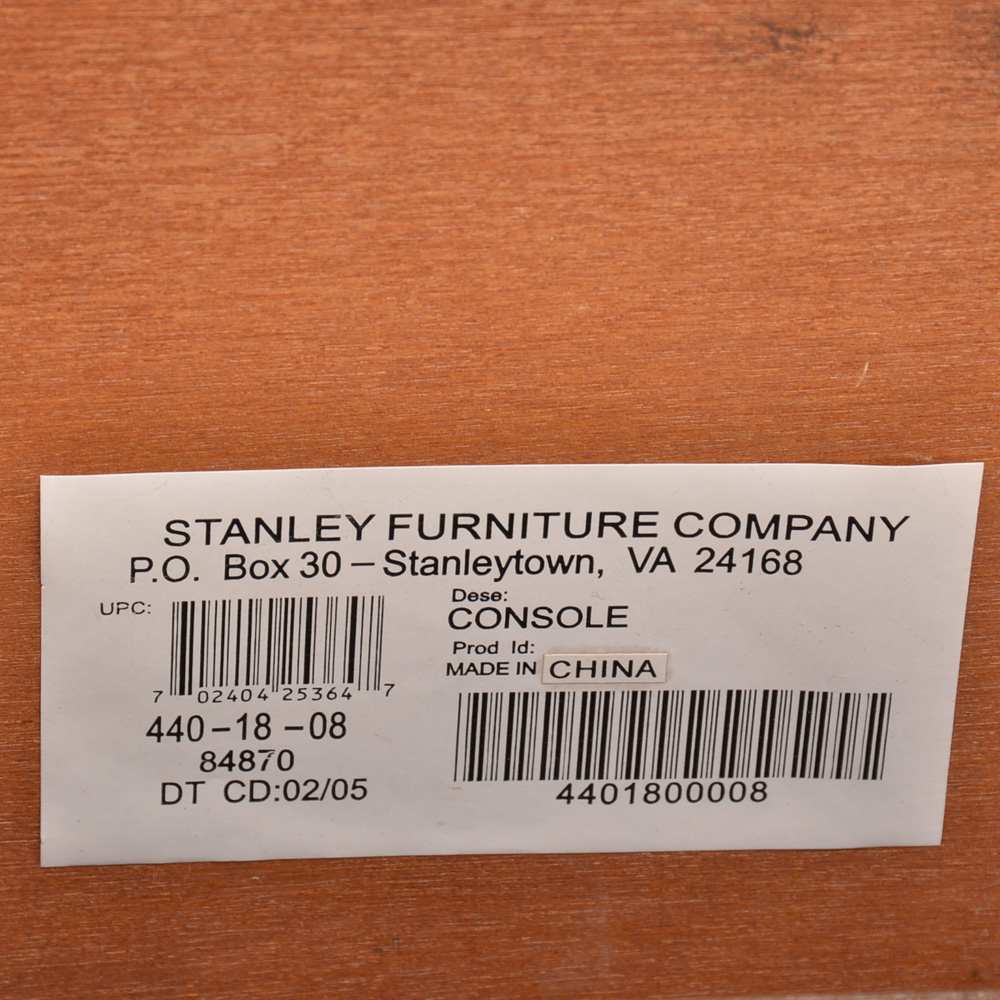 STANLEY FURNITURE COMPANY
P.O. Box 30 – Stanleytown, VA 24168
UPC:
7 02404 25364 7
440-18-08
84870
DT CD:02/05
Dese:
CONSOLE
Prod Id:
MADE IN CHINA
4401800008